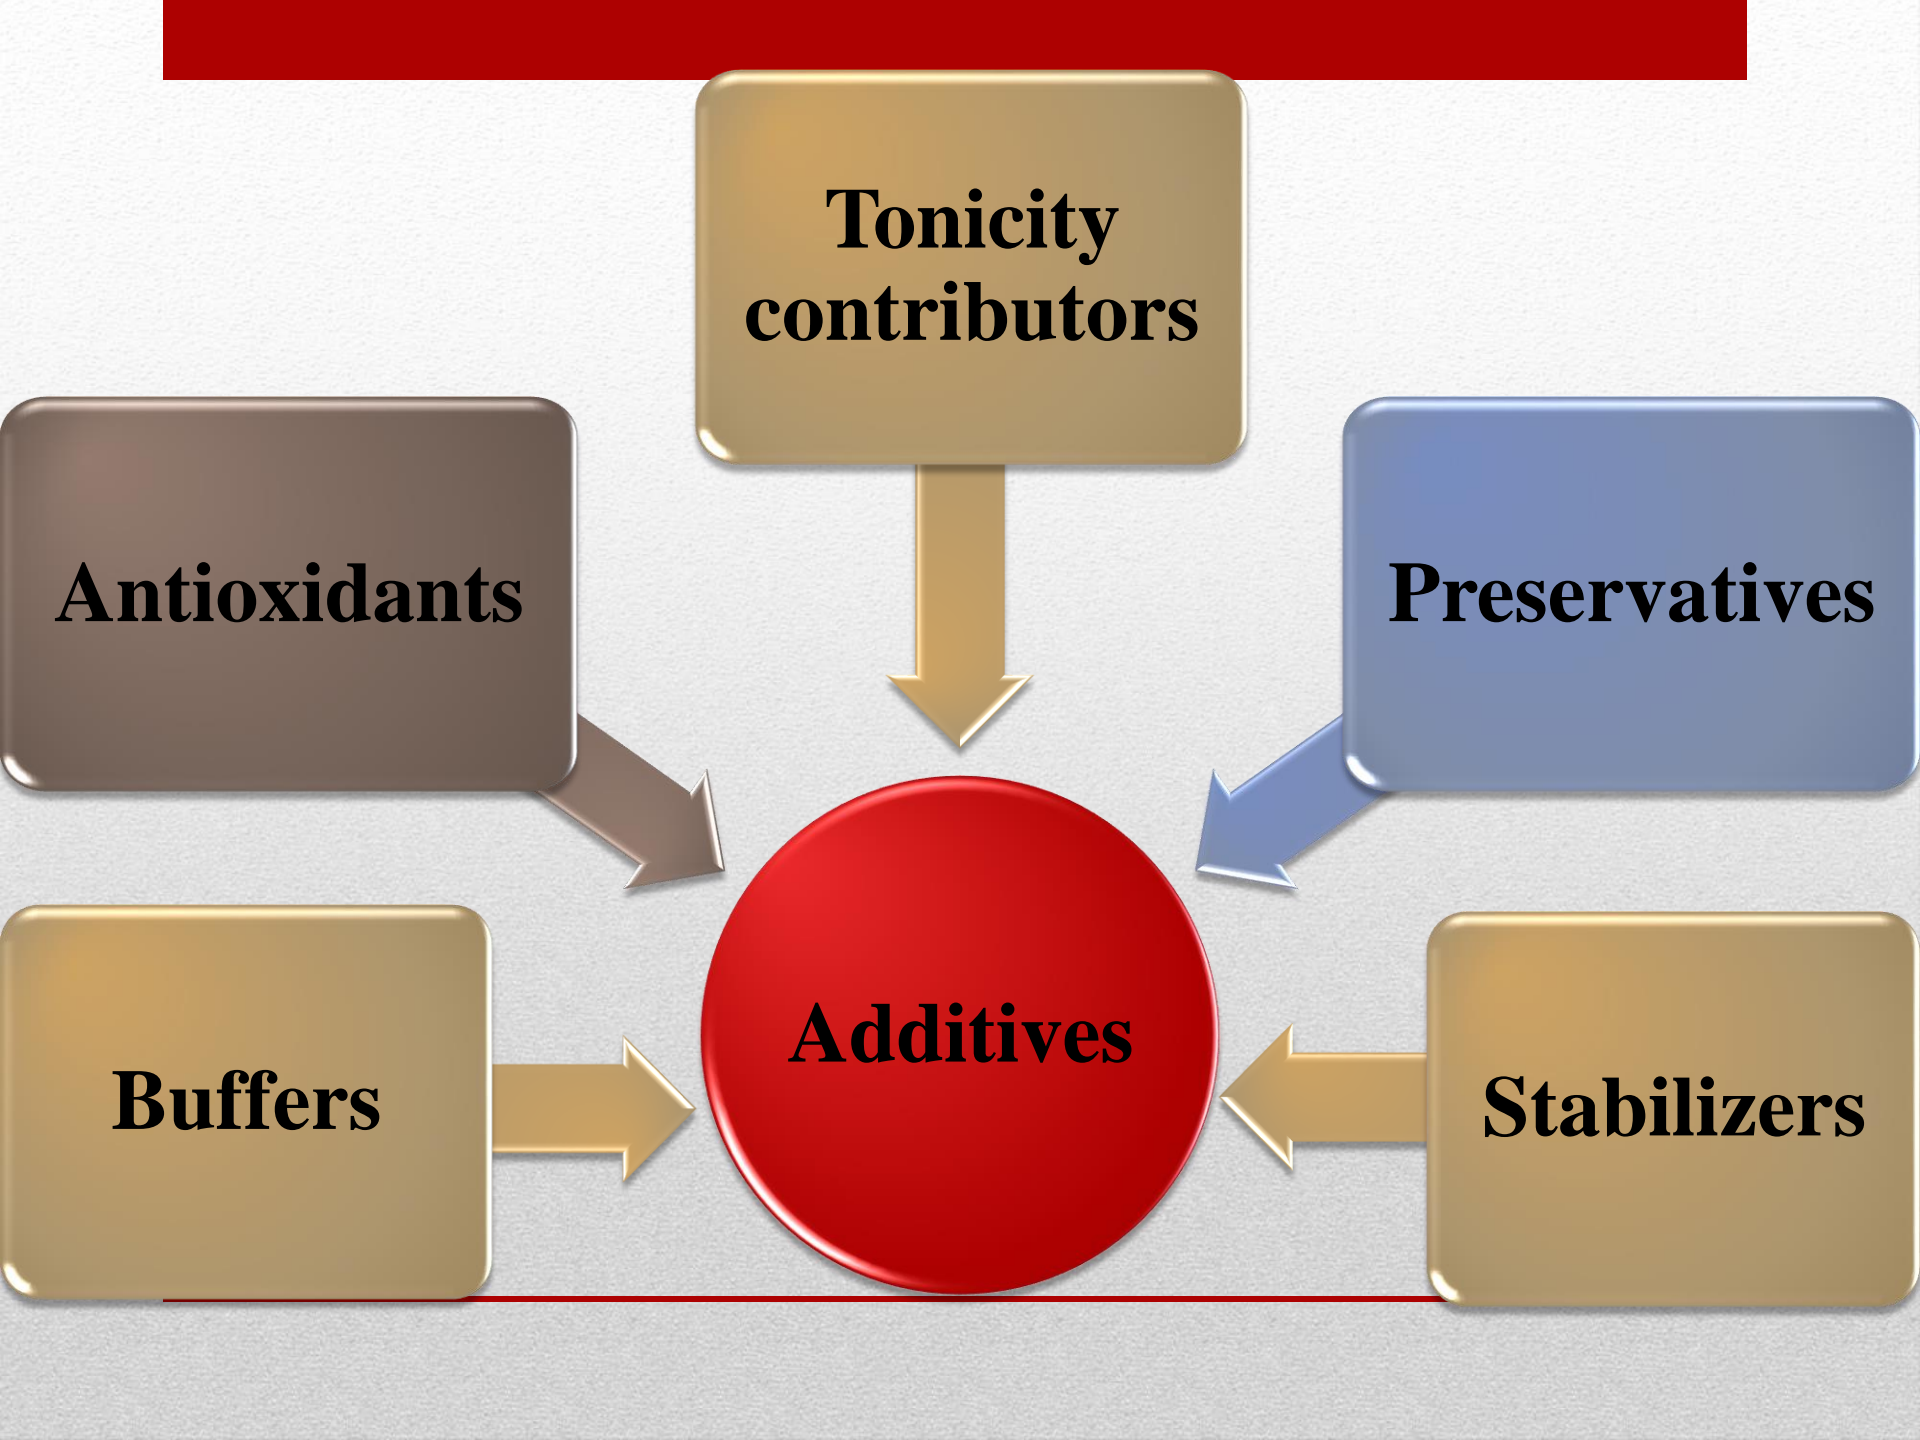 Tonicity
contributors
Antioxidants
Preservatives
Additives
Buffers
Stabilizers